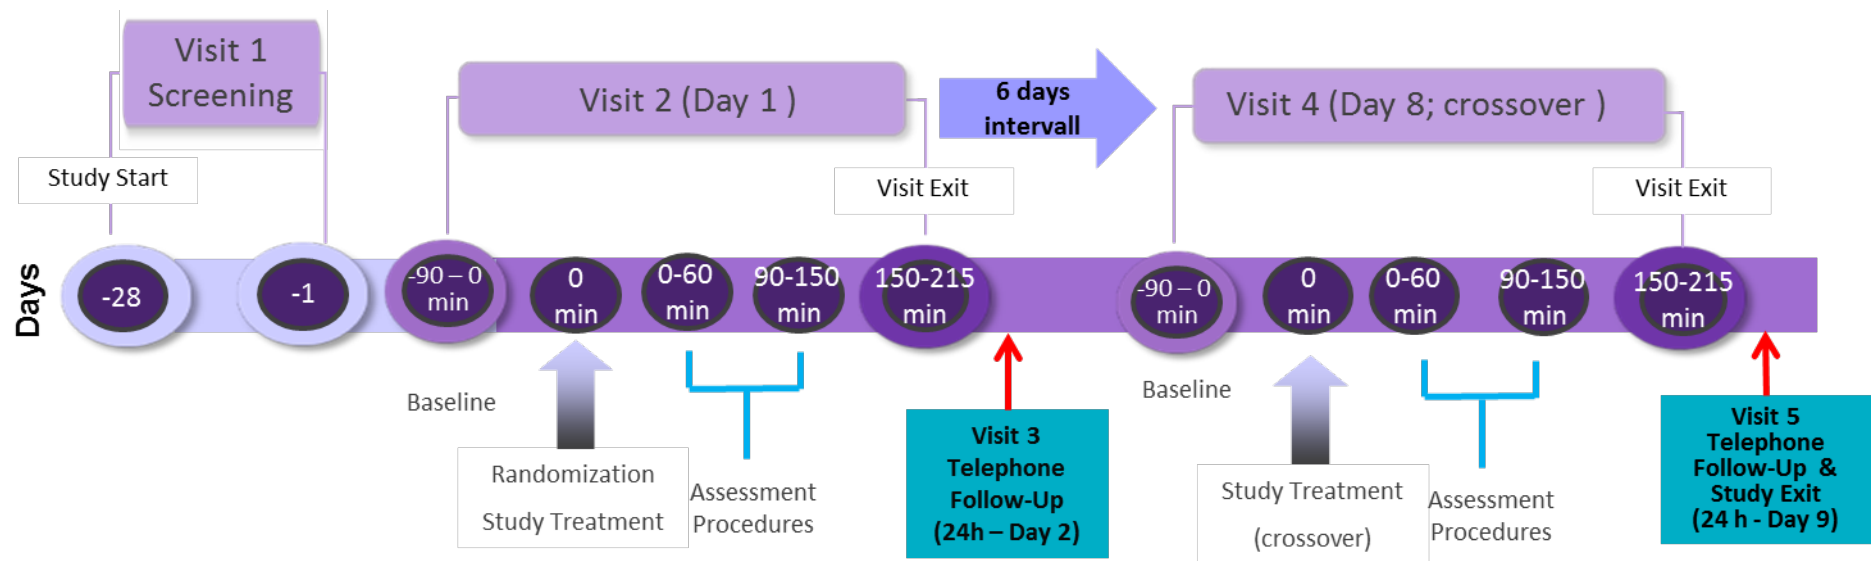 Visit 1
Screening
Visit 2 (Day 1 )
6 days
intervall
Visit 4 (Day 8; crossover )
Study Start
Visit Exit
Visit Exit
Days
-28
-1
-90 – 0
min
0
min
0-60
min
90-150
min
150-215
min
-90 – 0
min
0
min
0-60
min
90-150
min
150-215
min
Baseline
Randomization
Study Treatment
Assessment
Procedures
Visit 3
Telephone
Follow-Up
(24h – Day 2)
Baseline
Study Treatment
(crossover)
Assessment
Procedures
Visit 5
Telephone
Follow-Up &
Study Exit
(24 h - Day 9)